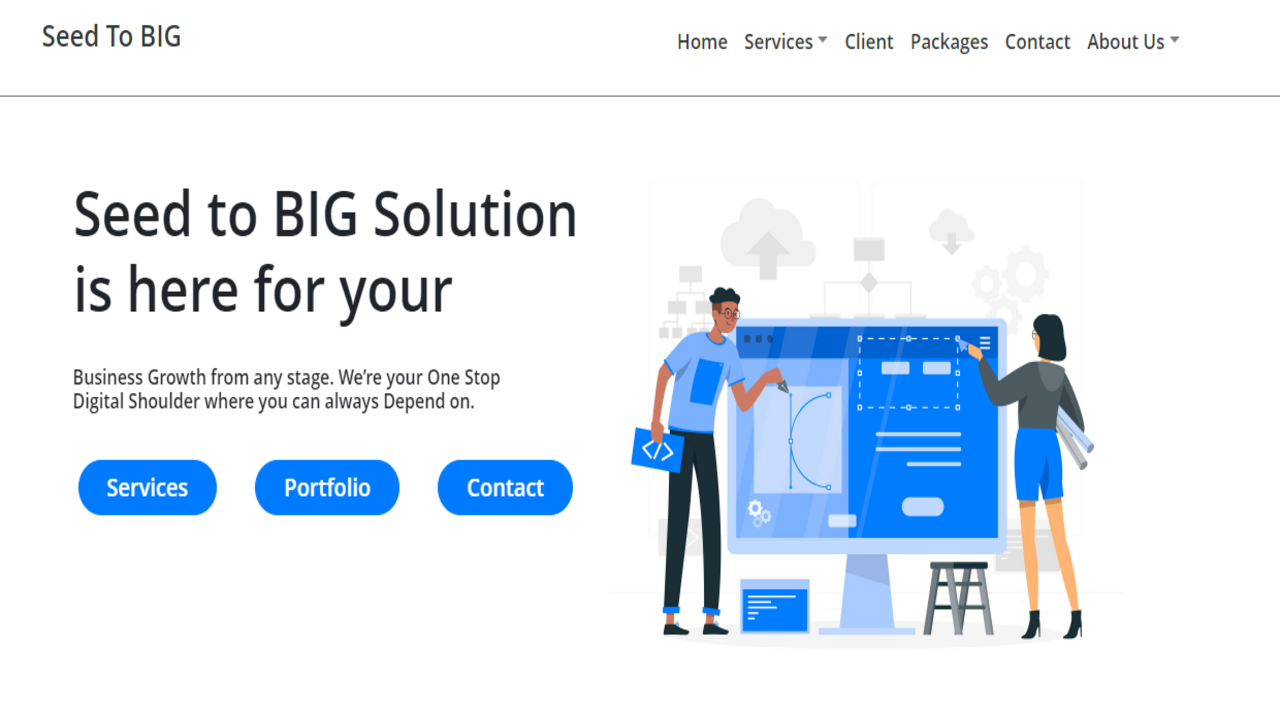 Seed To BIG
Home Services Client Packages Contact About Us
Seed to BIG Solution
is here for your
Business Growth from any stage. We’re your One Stop
Digital Shoulder where you can always Depend on.
Services Portfolio Contact